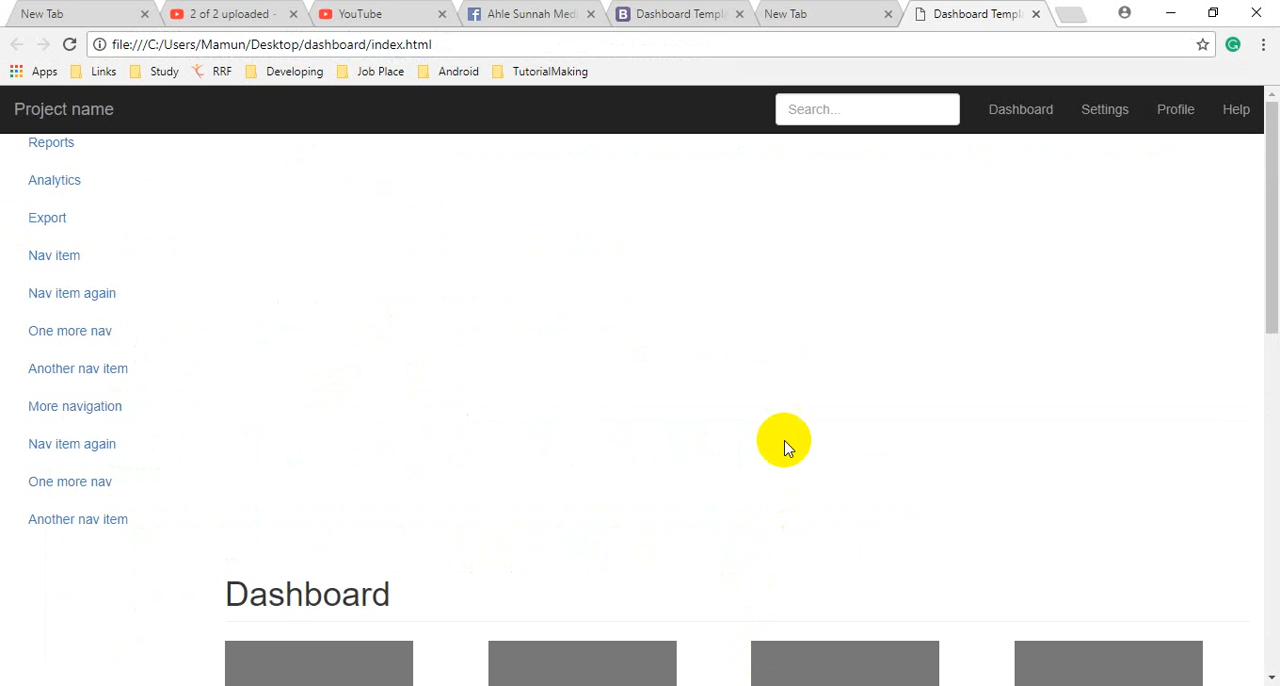 New Tab
2 of 2 uploaded -
YouTube
Ahle Sunnah Medi
Dashboard Templa
New Tab
Dashboard Templa
file:///C:/Users/Mamun/Desktop/dashboard/index.html
Apps
Links
Study
RRF
Developing
Job Place
Android
TutorialMaking
Project name
Search...
Dashboard
Settings
Profile
Help
Reports
Analytics
Export
Nav item
Nav item again
One more nav
Another nav item
More navigation
Nav item again
One more nav
Another nav item
Dashboard